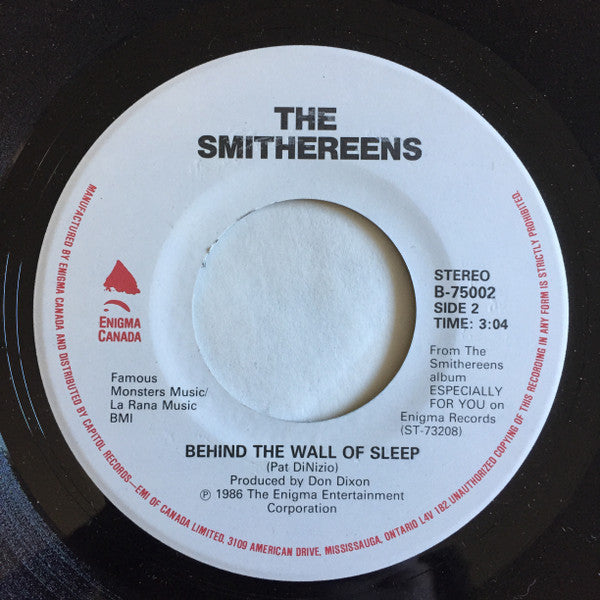 THE
SMITHEREENS
ENIGMA
CANADA
STEREO
B-75002
SIDE 2
TIME: 3:04
Famous
Monsters Music/
La Rana Music
BMI
From The
Smithereens
album
ESPECIALLY
FOR YOU on
Enigma Records
(ST-73208)
BEHIND THE WALL OF SLEEP
(Pat DiNizio)
Produced by Don Dixon
℗ 1986 The Enigma Entertainment
Corporation
MANUFACTURED BY ENIGMA CANADA AND DISTRIBUTED BY CAPITOL RECORDS–EMI OF CANADA LIMITED, 3109 AMERICAN DRIVE, MISSISSAUGA, ONTARIO L4V 1B2. UNAUTHORIZED COPYING OF THIS RECORDING IN ANY FORM IS STRICTLY PROHIBITED.